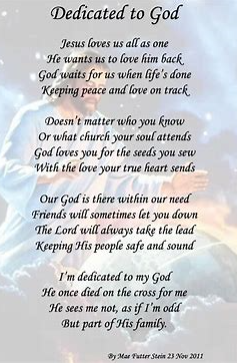 Dedicated to God
Jesus loves us all as one
He wants us to love him back
God waits for us when life's done
Keeping peace and love on track
Doesn't matter who you know
Or what church your soul attends
God loves you for the seeds you sew
With the love your true heart sends
Our God is there within our need
Friends will sometimes let you down
The Lord will always take the lead
Keeping His people safe and sound
I'm dedicated to my God
He once died on the cross for me
He sees me not, as if I'm odd
But part of His family.
By Mae Futter Stein 23 Nov 2011